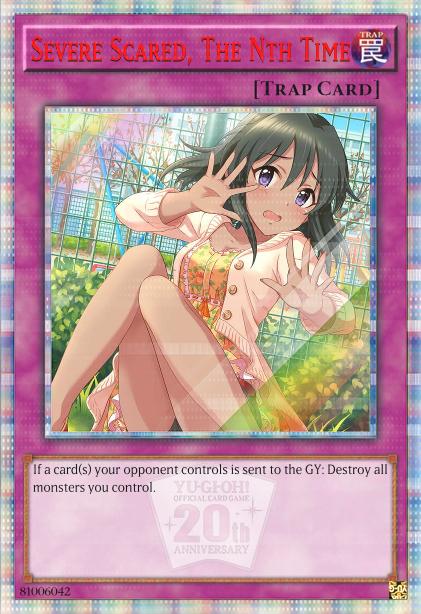 Severe Scared, The Nth Time
TRAP
罠
[Trap Card]
If a card(s) your opponent controls is sent to the GY: Destroy all
monsters you control.
YU-GI-OH!
OFFICIAL CARD GAME
20th
ANNIVERSARY
81006042